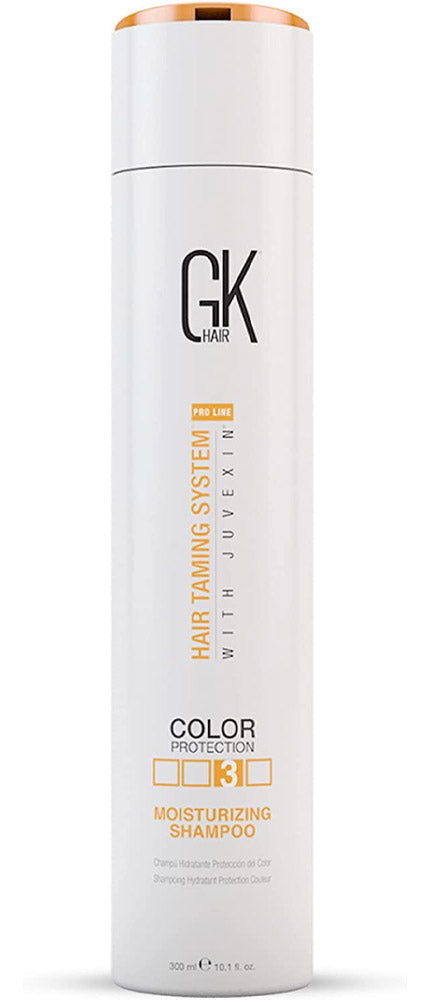 GK
HAIR
PRO LINE
HAIR TAMING SYSTEM
WITH JUVEXIN
COLOR
PROTECTION
3
MOISTURIZING
SHAMPOO
Champú Hidratante Protección del Color
Shampooing Hydratant Protection Couleur
300 ml ℮ 10.1 fl. oz.